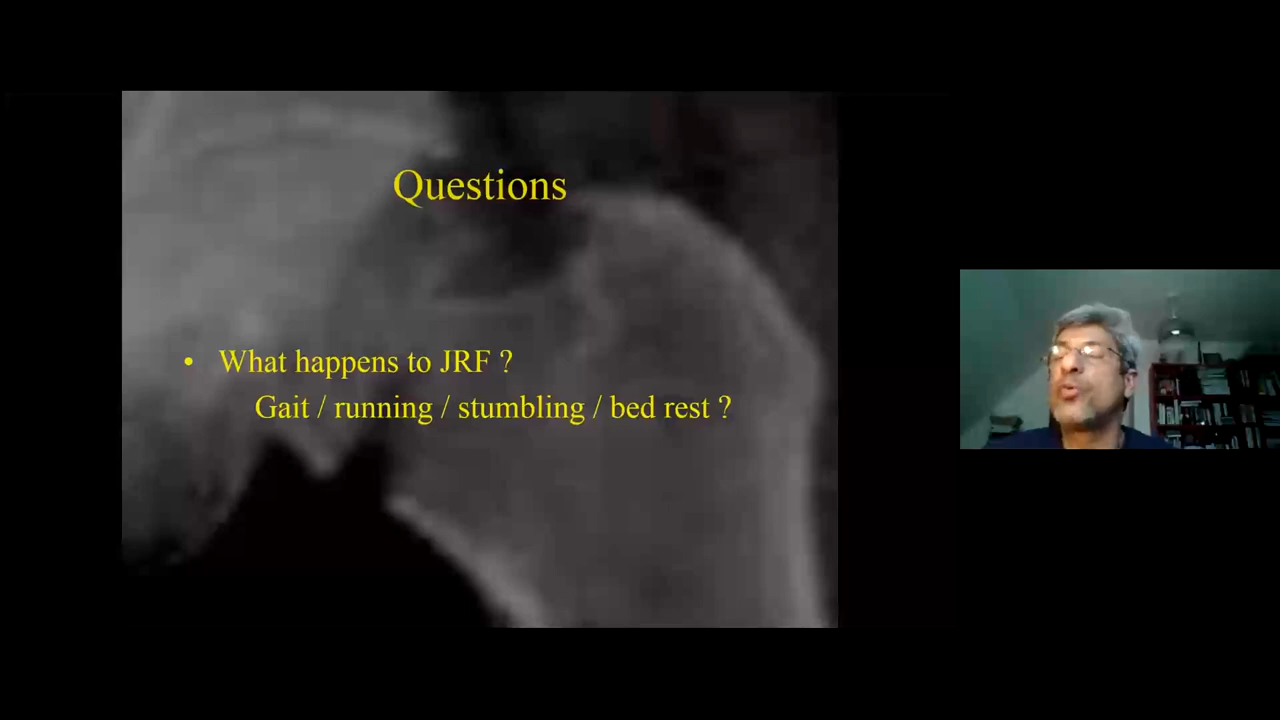 Questions
• What happens to JRF ?
Gait / running / stumbling / bed rest ?